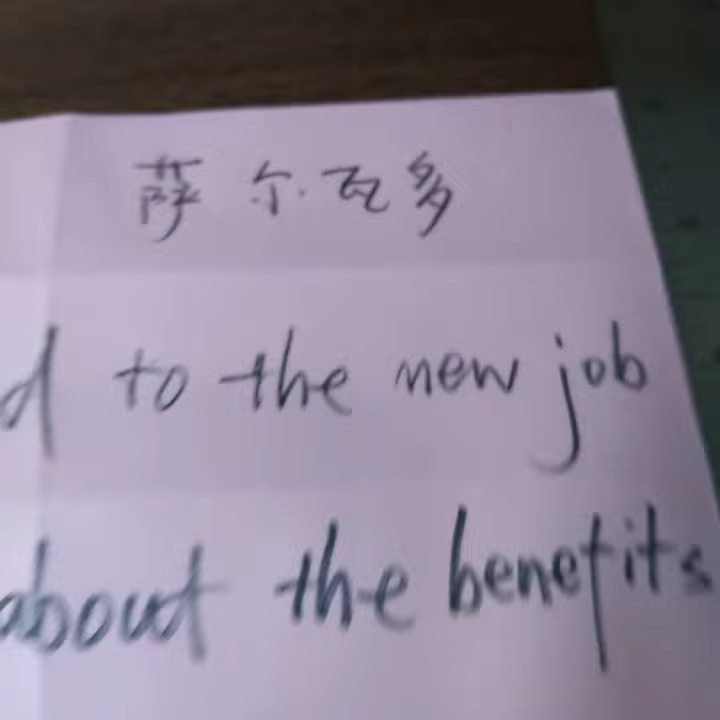 萨尔瓦多
d to the new job
about the benefits